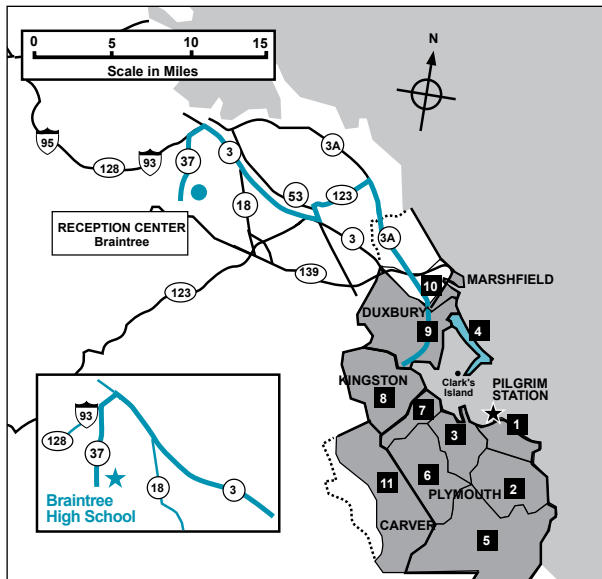 0 5 10 15
Scale in Miles
N
95
128
93
37
3
3A
53
123
18
RECEPTION CENTER
Braintree
3
3A
139
123
10
MARSHFIELD
DUXBURY
9
4
KINGSTON
8
Clark's
Island
PILGRIM
STATION
7
1
3
11
6
PLYMOUTH
2
CARVER
5
93
128
37
18
3
Braintree
High School